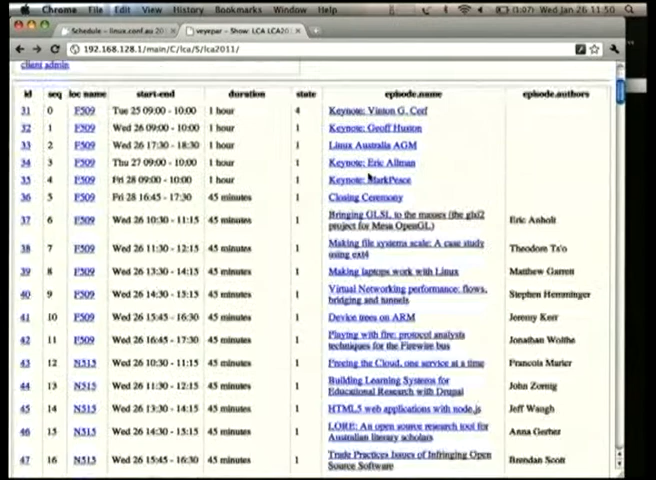 Chrome File Edit View History Bookmarks Window Help (1:07) Wed Jan 26 11:50
Schedule – linux.conf.au 20 veyepar – Show: LCA LCA20
192.168.128.1/main/C/lca/S/lca2011/
client admin
id seq loc name start-end duration state episode.name episode.authors
31 0 F509 Tue 25 09:00 - 10:00 1 hour 4 Keynote: Vinton G. Cerf
32 1 F509 Wed 26 09:00 - 10:00 1 hour 1 Keynote: Geoff Huston
33 2 F509 Wed 26 17:30 - 18:30 1 hour 1 Linux Australia AGM
34 3 F509 Thu 27 09:00 - 10:00 1 hour 1 Keynote: Eric Allman
35 4 F509 Fri 28 09:00 - 10:00 1 hour 1 Keynote: MarkPesce
36 5 F509 Fri 28 16:45 - 17:30 45 minutes 1 Closing Ceremony
37 6 F509 Wed 26 10:30 - 11:15 45 minutes 1 Bringing GLSL to the masses (the glsl2 project for Mesa OpenGL) Eric Anholt
38 7 F509 Wed 26 11:30 - 12:15 45 minutes 1 Making file systems scale: A case study using ext4 Theodore Ts'o
39 8 F509 Wed 26 13:30 - 14:15 45 minutes 1 Making laptops work with Linux Matthew Garrett
40 9 F509 Wed 26 14:30 - 15:15 45 minutes 1 Virtual Networking performance: flows, bridging and tunnels Stephen Hemminger
41 10 F509 Wed 26 15:45 - 16:30 45 minutes 1 Device trees on ARM Jeremy Kerr
42 11 F509 Wed 26 16:45 - 17:30 45 minutes 1 Playing with fire: protocol analysis techniques for the Firewire bus Jonathan Woithe
43 12 N515 Wed 26 10:30 - 11:15 45 minutes 1 Freeing the Cloud, one service at a time Francois Marier
44 13 N515 Wed 26 11:30 - 12:15 45 minutes 1 Building Learning Systems for Educational Research with Drupal John Zornig
45 14 N515 Wed 26 13:30 - 14:15 45 minutes 1 HTML5 web applications with node.js Jeff Waugh
46 15 N515 Wed 26 14:30 - 15:15 45 minutes 1 LORE: An open source research tool for Australian literary scholars Anna Gerber
47 16 N515 Wed 26 15:45 - 16:30 45 minutes 1 Trade Practices Issues of Infringing Open Source Software Brendan Scott